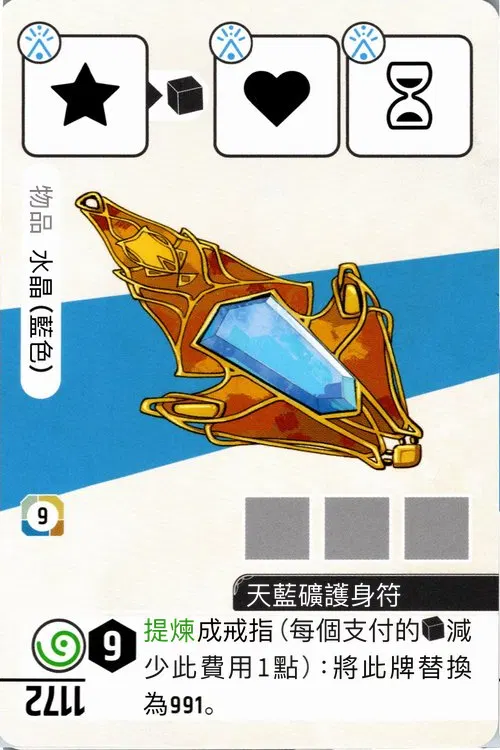 物品 水晶(藍色)
9
天藍礦護身符
9 提煉成戒指(每個支付的減
少此費用1點):將此牌替換
為991。
1172